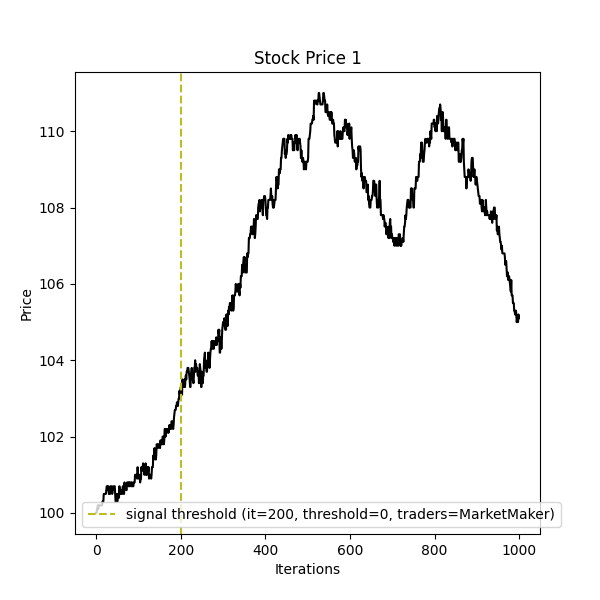 Stock Price 1
Price
110
108
106
104
102
100
signal threshold (it=200, threshold=0, traders=MarketMaker)
0 200 400 600 800 1000
Iterations